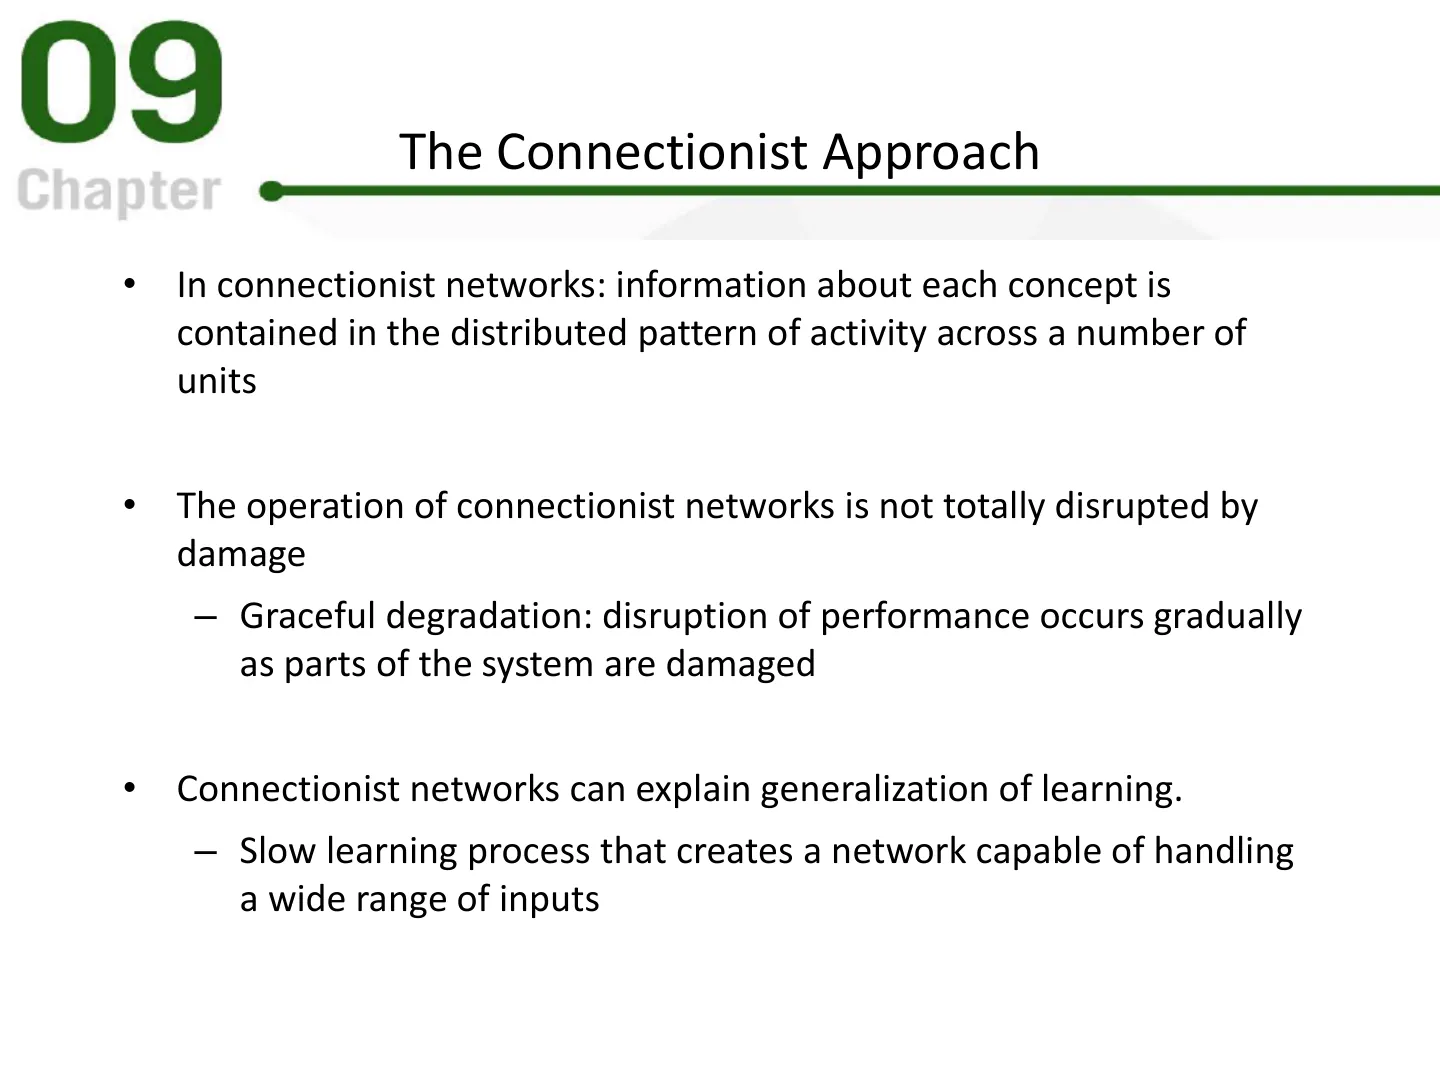 09
Chapter
The Connectionist Approach
• In connectionist networks: information about each concept is
contained in the distributed pattern of activity across a number of
units
• The operation of connectionist networks is not totally disrupted by
damage
– Graceful degradation: disruption of performance occurs gradually
as parts of the system are damaged
• Connectionist networks can explain generalization of learning.
– Slow learning process that creates a network capable of handling
a wide range of inputs